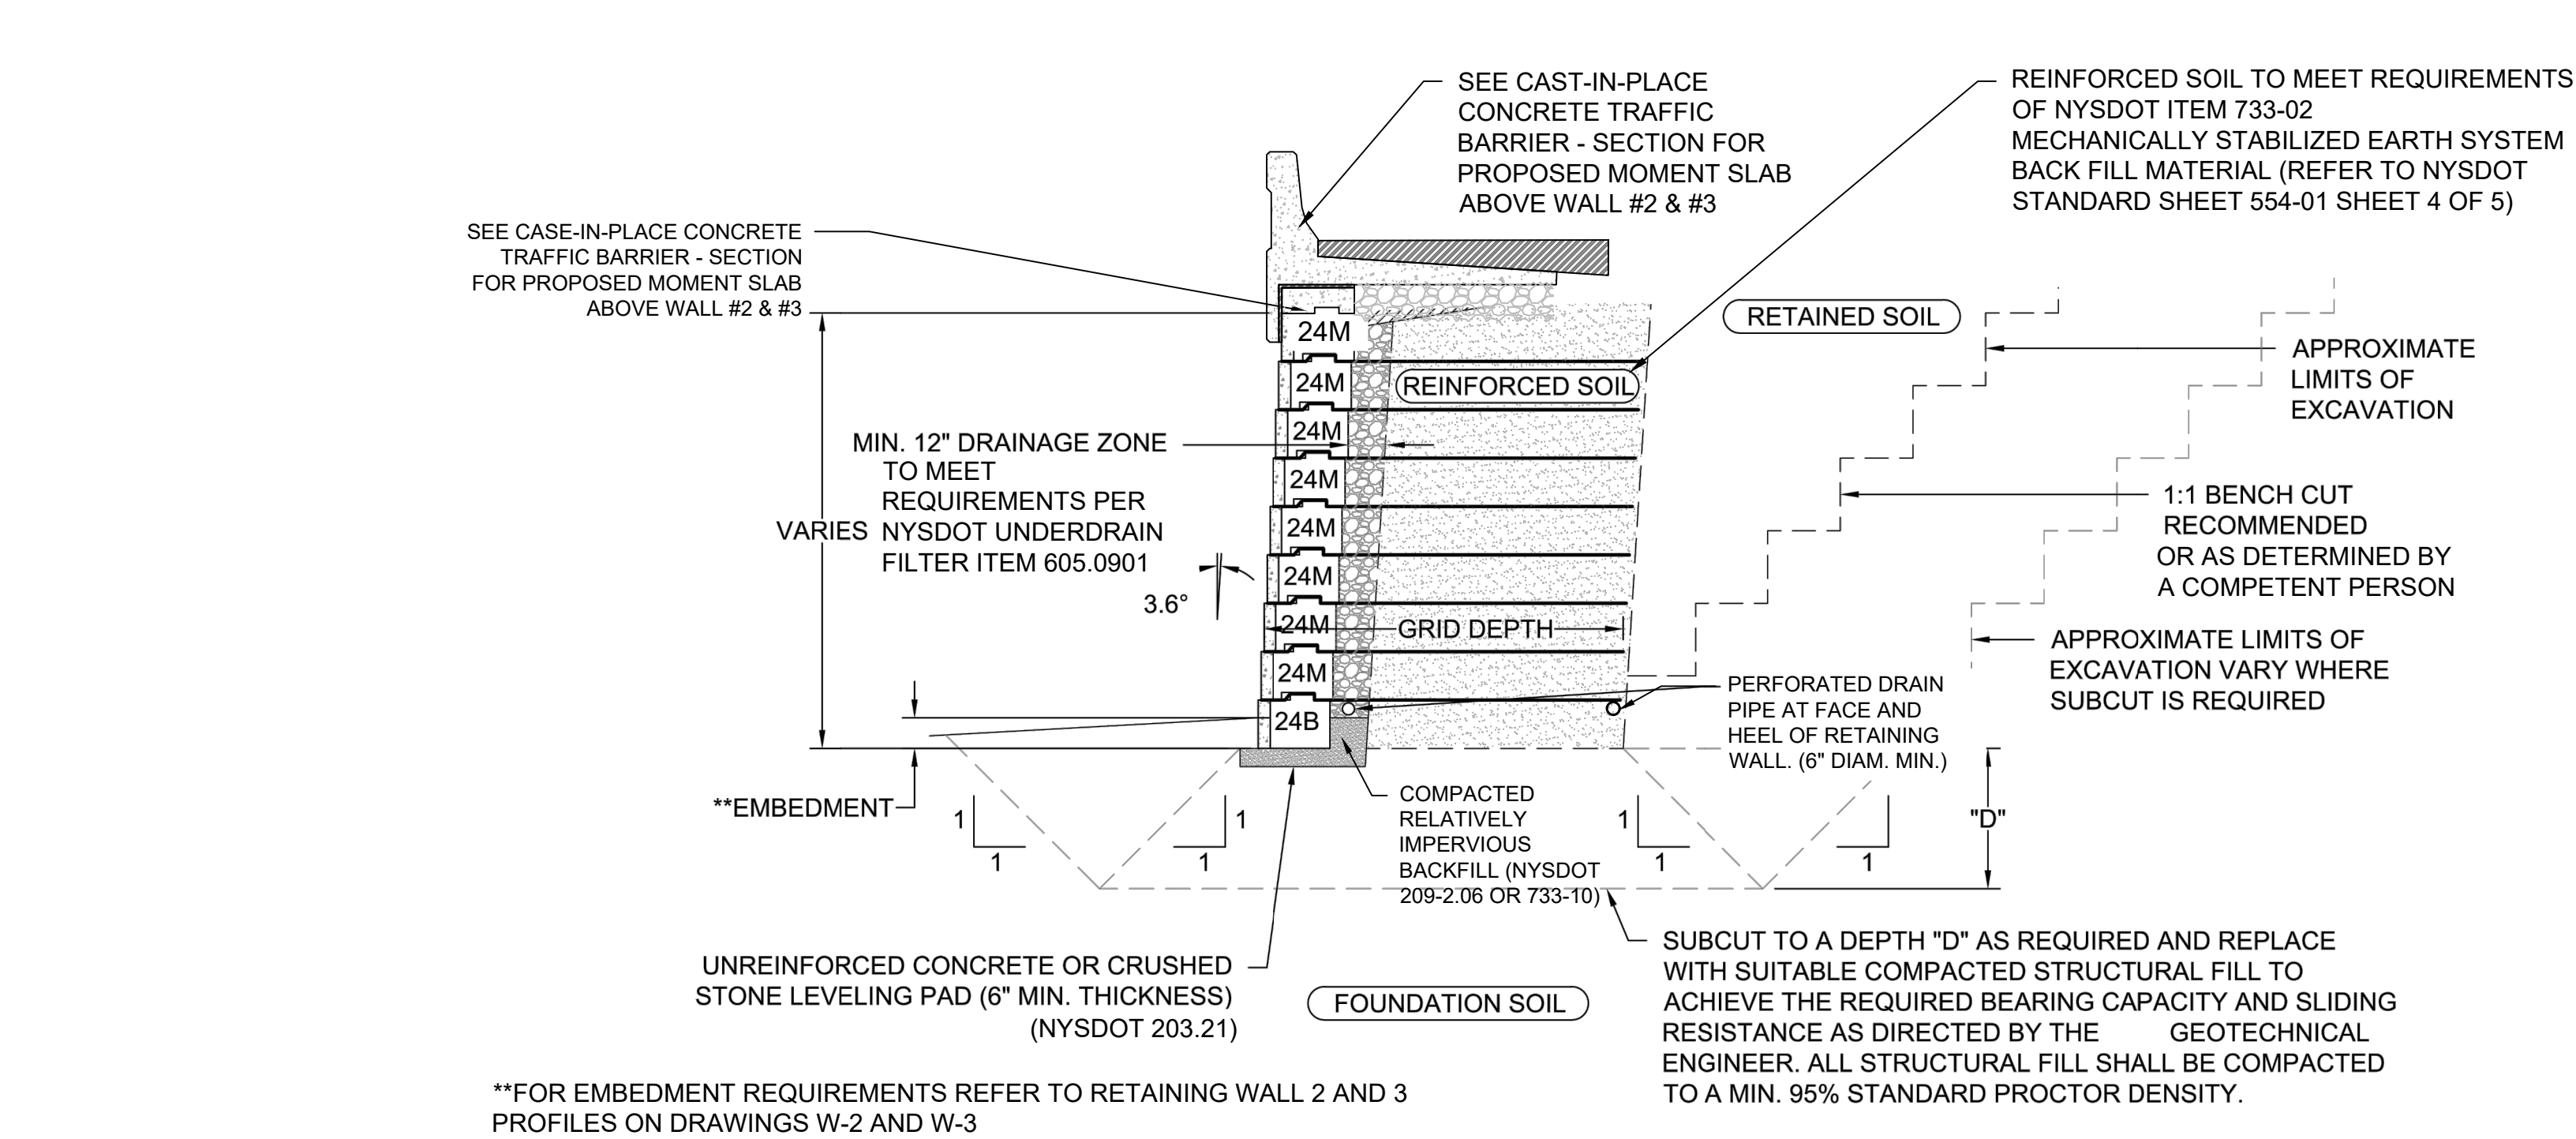 SEE CAST-IN-PLACE
CONCRETE TRAFFIC
BARRIER - SECTION FOR
PROPOSED MOMENT SLAB
ABOVE WALL #2 & #3
REINFORCED SOIL TO MEET REQUIREMENTS
OF NYSDOT ITEM 733-02
MECHANICALLY STABILIZED EARTH SYSTEM
BACK FILL MATERIAL (REFER TO NYSDOT
STANDARD SHEET 554-01 SHEET 4 OF 5)
SEE CASE-IN-PLACE CONCRETE
TRAFFIC BARRIER - SECTION
FOR PROPOSED MOMENT SLAB
ABOVE WALL #2 & #3
RETAINED SOIL
24M
REINFORCED SOIL
24M
24M
24M
24M
24M
24M
24M
24B
APPROXIMATE
LIMITS OF
EXCAVATION
MIN. 12" DRAINAGE ZONE
TO MEET
REQUIREMENTS PER
NYSDOT UNDERDRAIN
FILTER ITEM 605.0901
VARIES
3.6°
1:1 BENCH CUT
RECOMMENDED
OR AS DETERMINED BY
A COMPETENT PERSON
GRID DEPTH
APPROXIMATE LIMITS OF
EXCAVATION VARY WHERE
SUBCUT IS REQUIRED
PERFORATED DRAIN
PIPE AT FACE AND
HEEL OF RETAINING
WALL. (6" DIAM. MIN.)
**EMBEDMENT
1
1
1
1
COMPACTED
RELATIVELY
IMPERVIOUS
BACKFILL (NYSDOT
209-2.06 OR 733-10)
1
1
1
1
"D"
UNREINFORCED CONCRETE OR CRUSHED
STONE LEVELING PAD (6" MIN. THICKNESS)
(NYSDOT 203.21)
FOUNDATION SOIL
SUBCUT TO A DEPTH "D" AS REQUIRED AND REPLACE
WITH SUITABLE COMPACTED STRUCTURAL FILL TO
ACHIEVE THE REQUIRED BEARING CAPACITY AND SLIDING
RESISTANCE AS DIRECTED BY THE GEOTECHNICAL
ENGINEER. ALL STRUCTURAL FILL SHALL BE COMPACTED
TO A MIN. 95% STANDARD PROCTOR DENSITY.
**FOR EMBEDMENT REQUIREMENTS REFER TO RETAINING WALL 2 AND 3
PROFILES ON DRAWINGS W-2 AND W-3